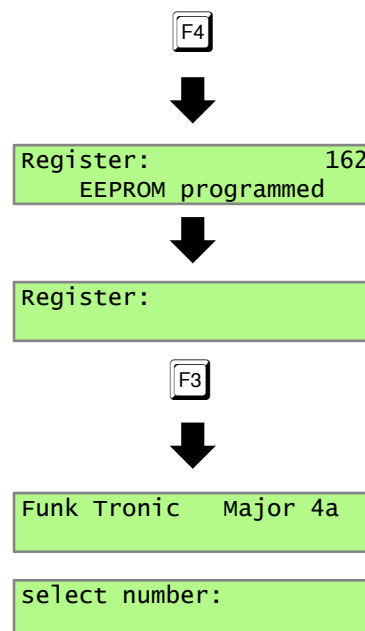 F4
Register: 162
EEPROM programmed
Register:
F3
Funk Tronic Major 4a
select number: